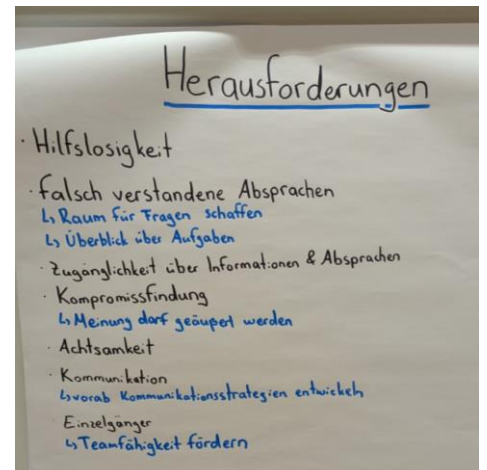 Herausforderungen
· Hilfslosigkeit
· falsch verstandene Absprachen
↳ Raum für Fragen schaffen
↳ Überblick über Aufgaben
· Zugänglichkeit über Informationen & Absprachen
· Kompromissfindung
↳ Meinung darf geäußert werden
· Achtsamkeit
· Kommunikation
↳ vorab Kommunikationsstrategien entwickeln
Einzelgänger
↳ Teamfähigkeit fördern